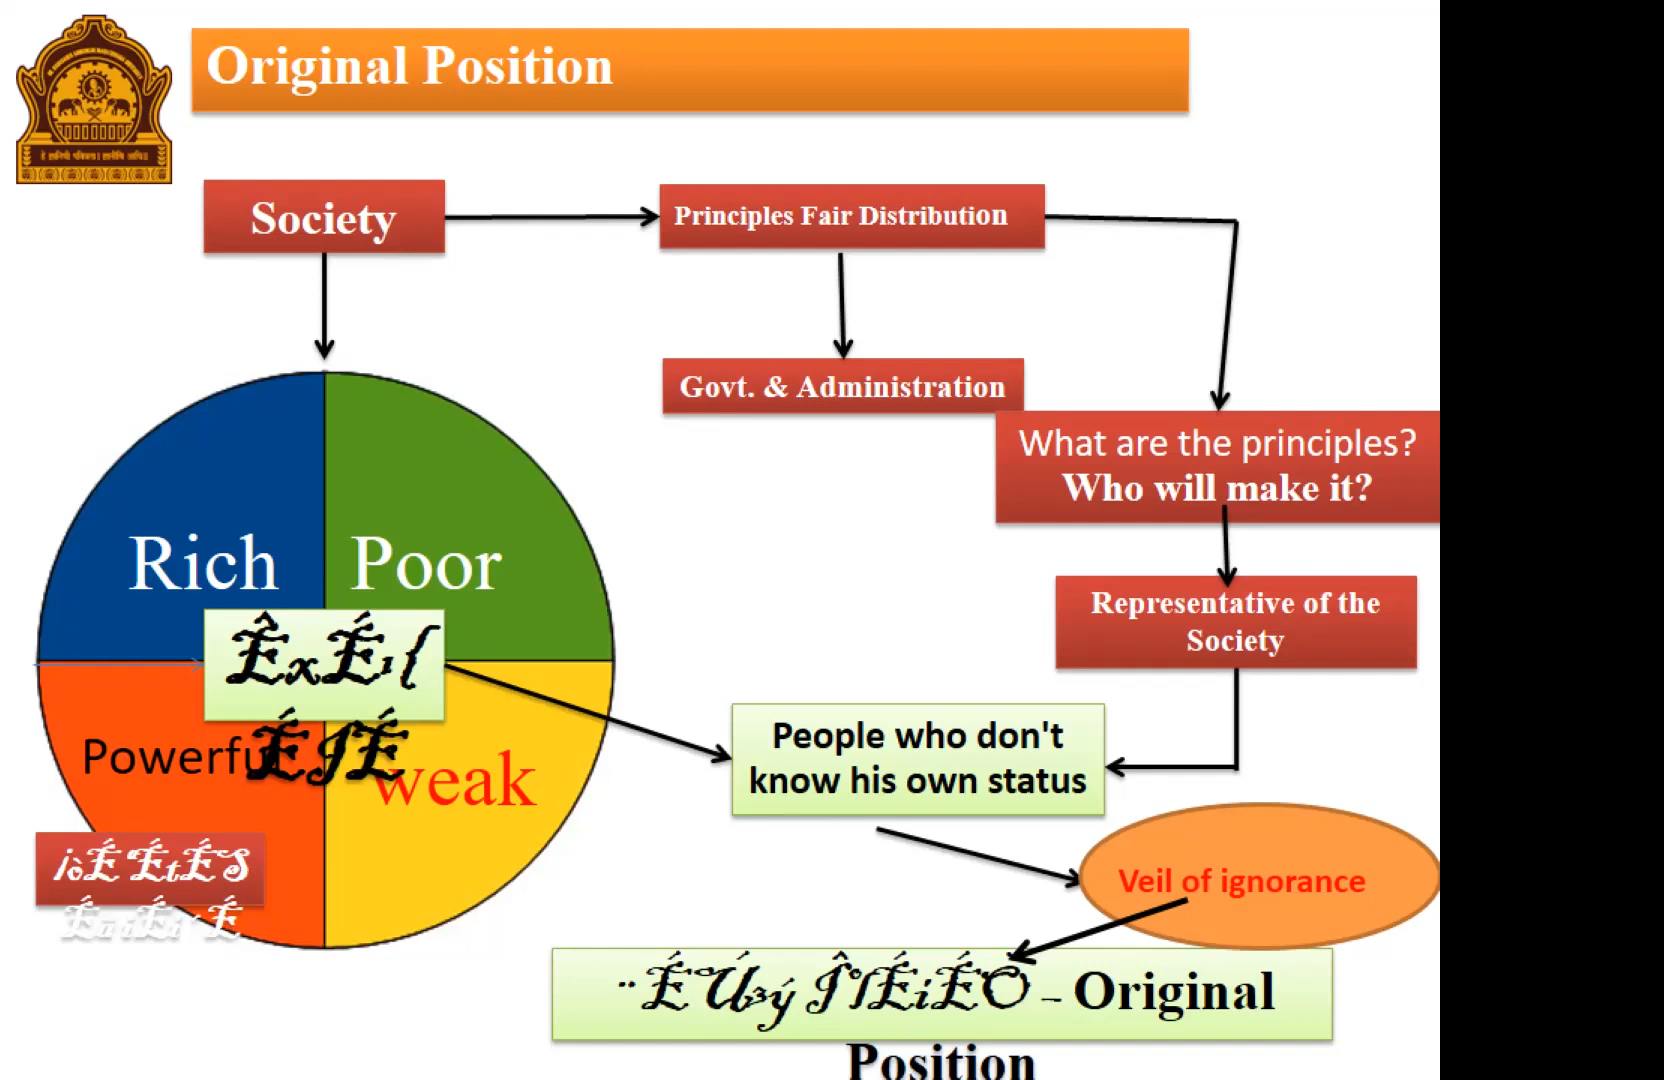 Original Position
Society
Principles Fair Distribution
Govt. & Administration
What are the principles?
Who will make it?
Representative of the
Society
Rich
Poor
Powerful
weak
People who don't
know his own status
Veil of ignorance
– Original
Position